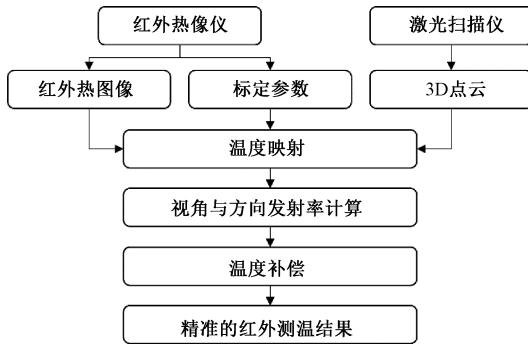 红外热像仪
激光扫描仪
红外热图像
标定参数
3D点云
温度映射
视角与方向发射率计算
温度补偿
精准的红外测温结果